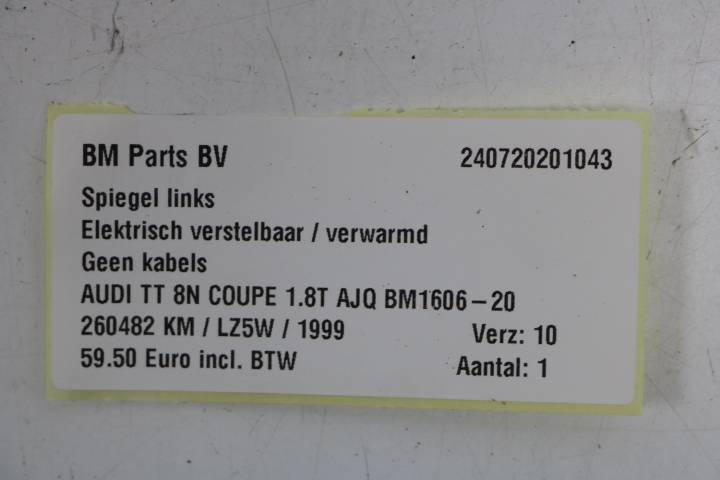 BM Parts BV 240720201043
Spiegel links
Elektrisch verstelbaar / verwarmd
Geen kabels
AUDI TT 8N COUPE 1.8T AJQ BM1606-20
260482 KM / LZ5W / 1999 Verz: 10
59.50 Euro incl. BTW Aantal: 1